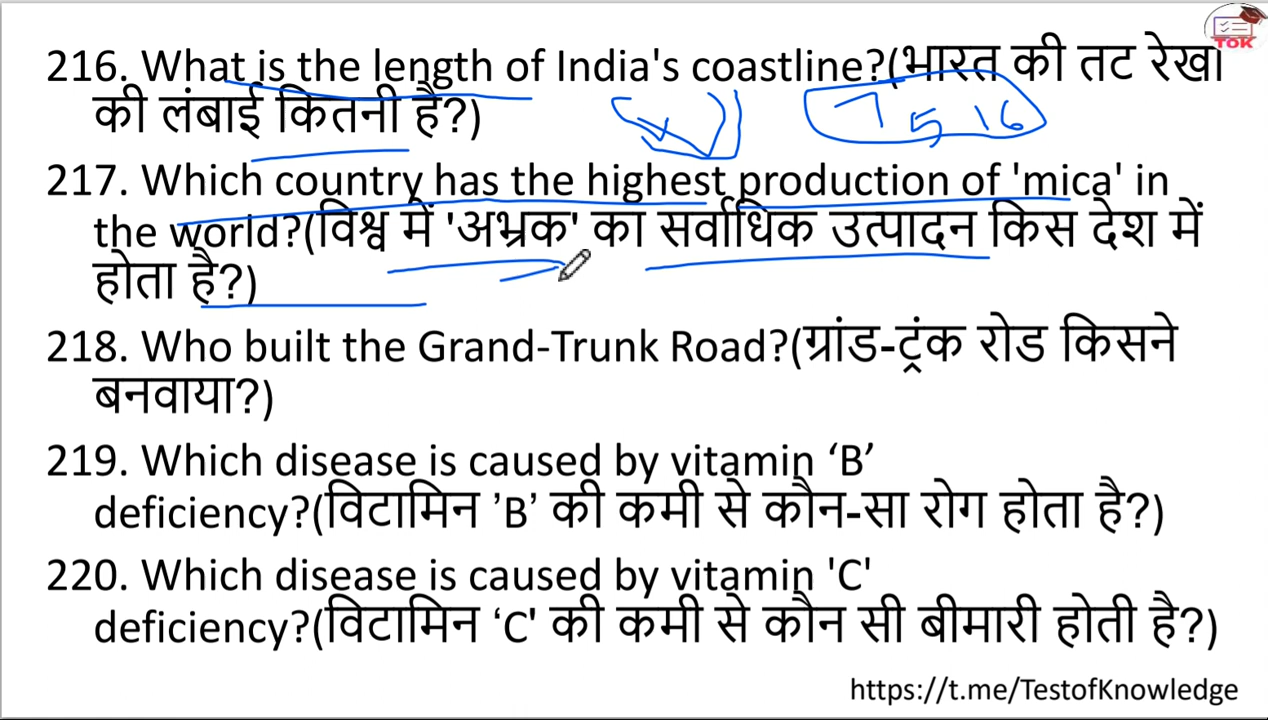 TOK
216. What is the length of India's coastline?(भारत की तट रेखा
की लंबाई कितनी है?)
7516
217. Which country has the highest production of 'mica' in
the world?(विश्व में 'अभ्रक' का सर्वाधिक उत्पादन किस देश में
होता है?)
218. Who built the Grand-Trunk Road?(ग्रांड-ट्रंक रोड किसने
बनवाया?)
219. Which disease is caused by vitamin ‘B’
deficiency?(विटामिन ’B’ की कमी से कौन-सा रोग होता है?)
220. Which disease is caused by vitamin 'C'
deficiency?(विटामिन ‘C' की कमी से कौन सी बीमारी होती है?)
https://t.me/TestofKnowledge